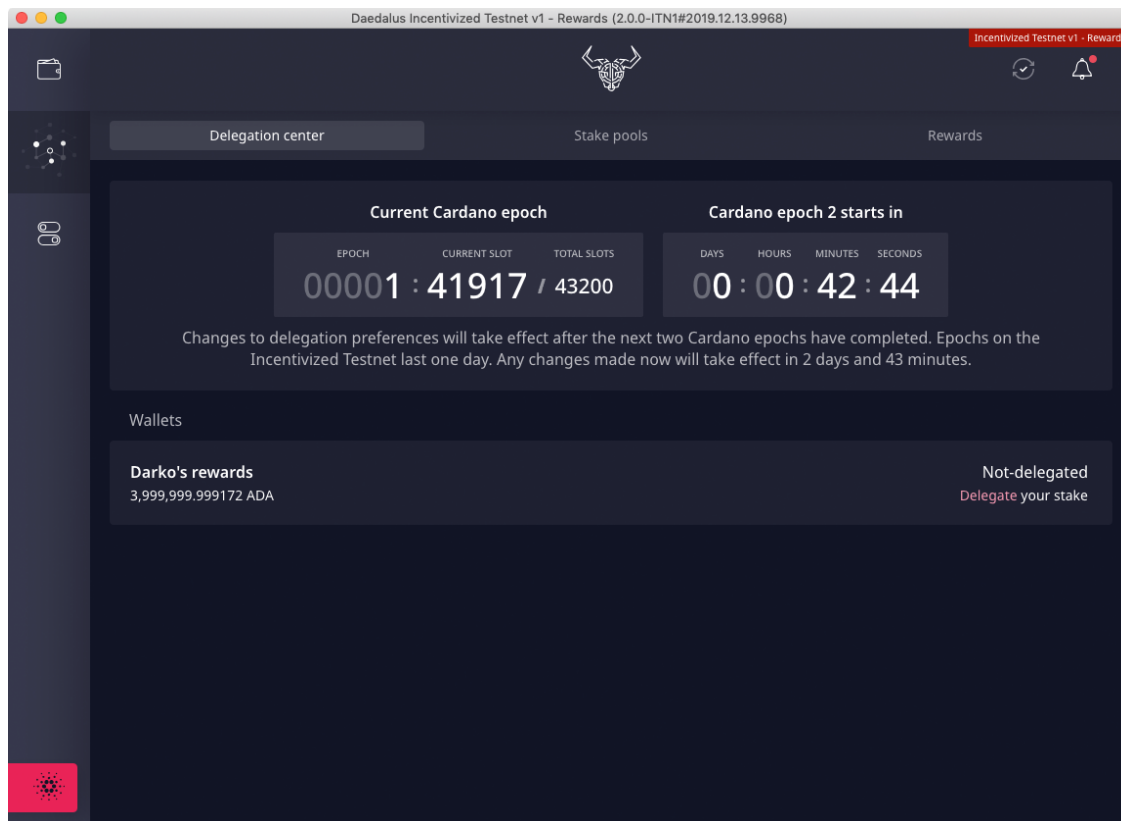 Daedalus Incentivized Testnet v1 - Rewards (2.0.0-ITN1#2019.12.13.9968)
Incentivized Testnet v1 - Reward
Delegation center
Stake pools
Rewards
Current Cardano epoch
Cardano epoch 2 starts in
EPOCH CURRENT SLOT TOTAL SLOTS
DAYS HOURS MINUTES SECONDS
00001 : 41917 / 43200
00 : 00 : 42 : 44
Changes to delegation preferences will take effect after the next two Cardano epochs have completed. Epochs on the
Incentivized Testnet last one day. Any changes made now will take effect in 2 days and 43 minutes.
Wallets
Darko's rewards
3,999,999.999172 ADA
Not-delegated
Delegate your stake